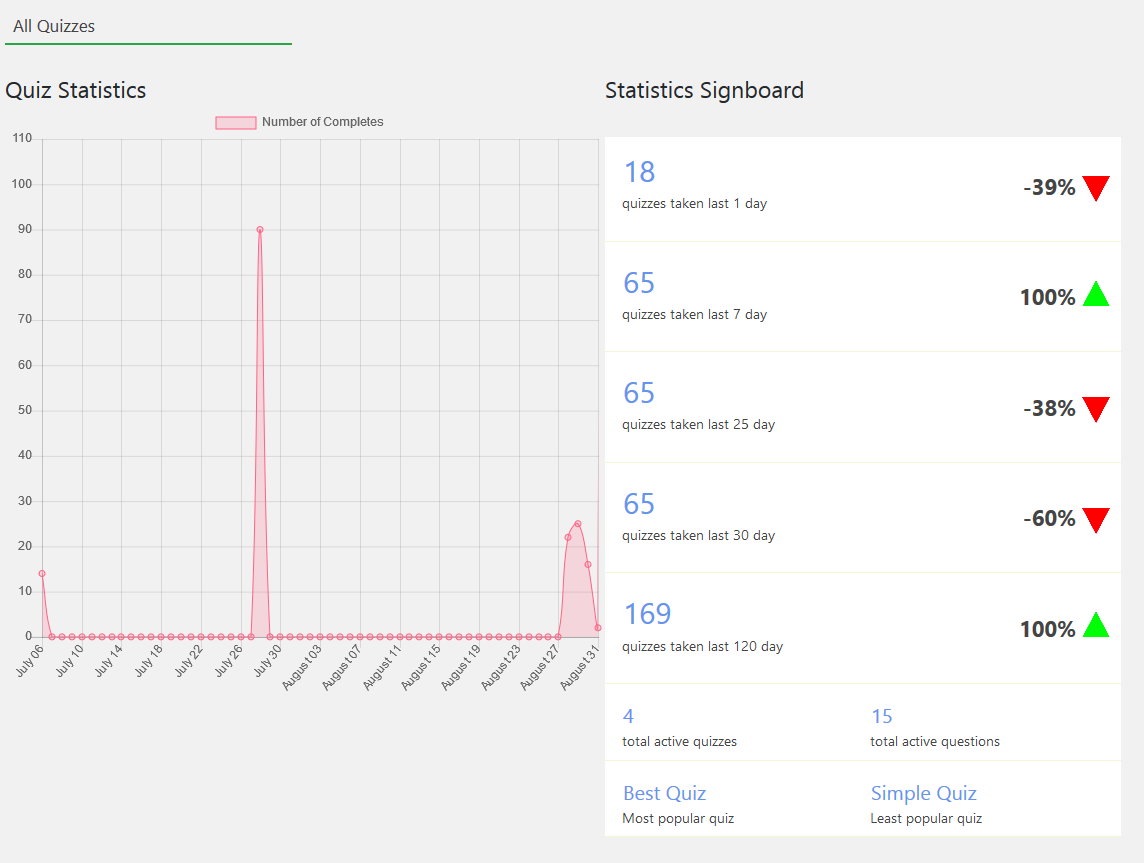 All Quizzes
Quiz Statistics
Number of Completes
110
100
90
80
70
60
50
40
30
20
10
0
July 06
July 10
July 14
July 18
July 22
July 26
July 30
August 03
August 07
August 11
August 15
August 19
August 23
August 27
August 31
Statistics Signboard
18
quizzes taken last 1 day
-39%
65
quizzes taken last 7 day
100%
65
quizzes taken last 25 day
-38%
65
quizzes taken last 30 day
-60%
169
quizzes taken last 120 day
100%
4
total active quizzes
15
total active questions
Best Quiz
Most popular quiz
Simple Quiz
Least popular quiz